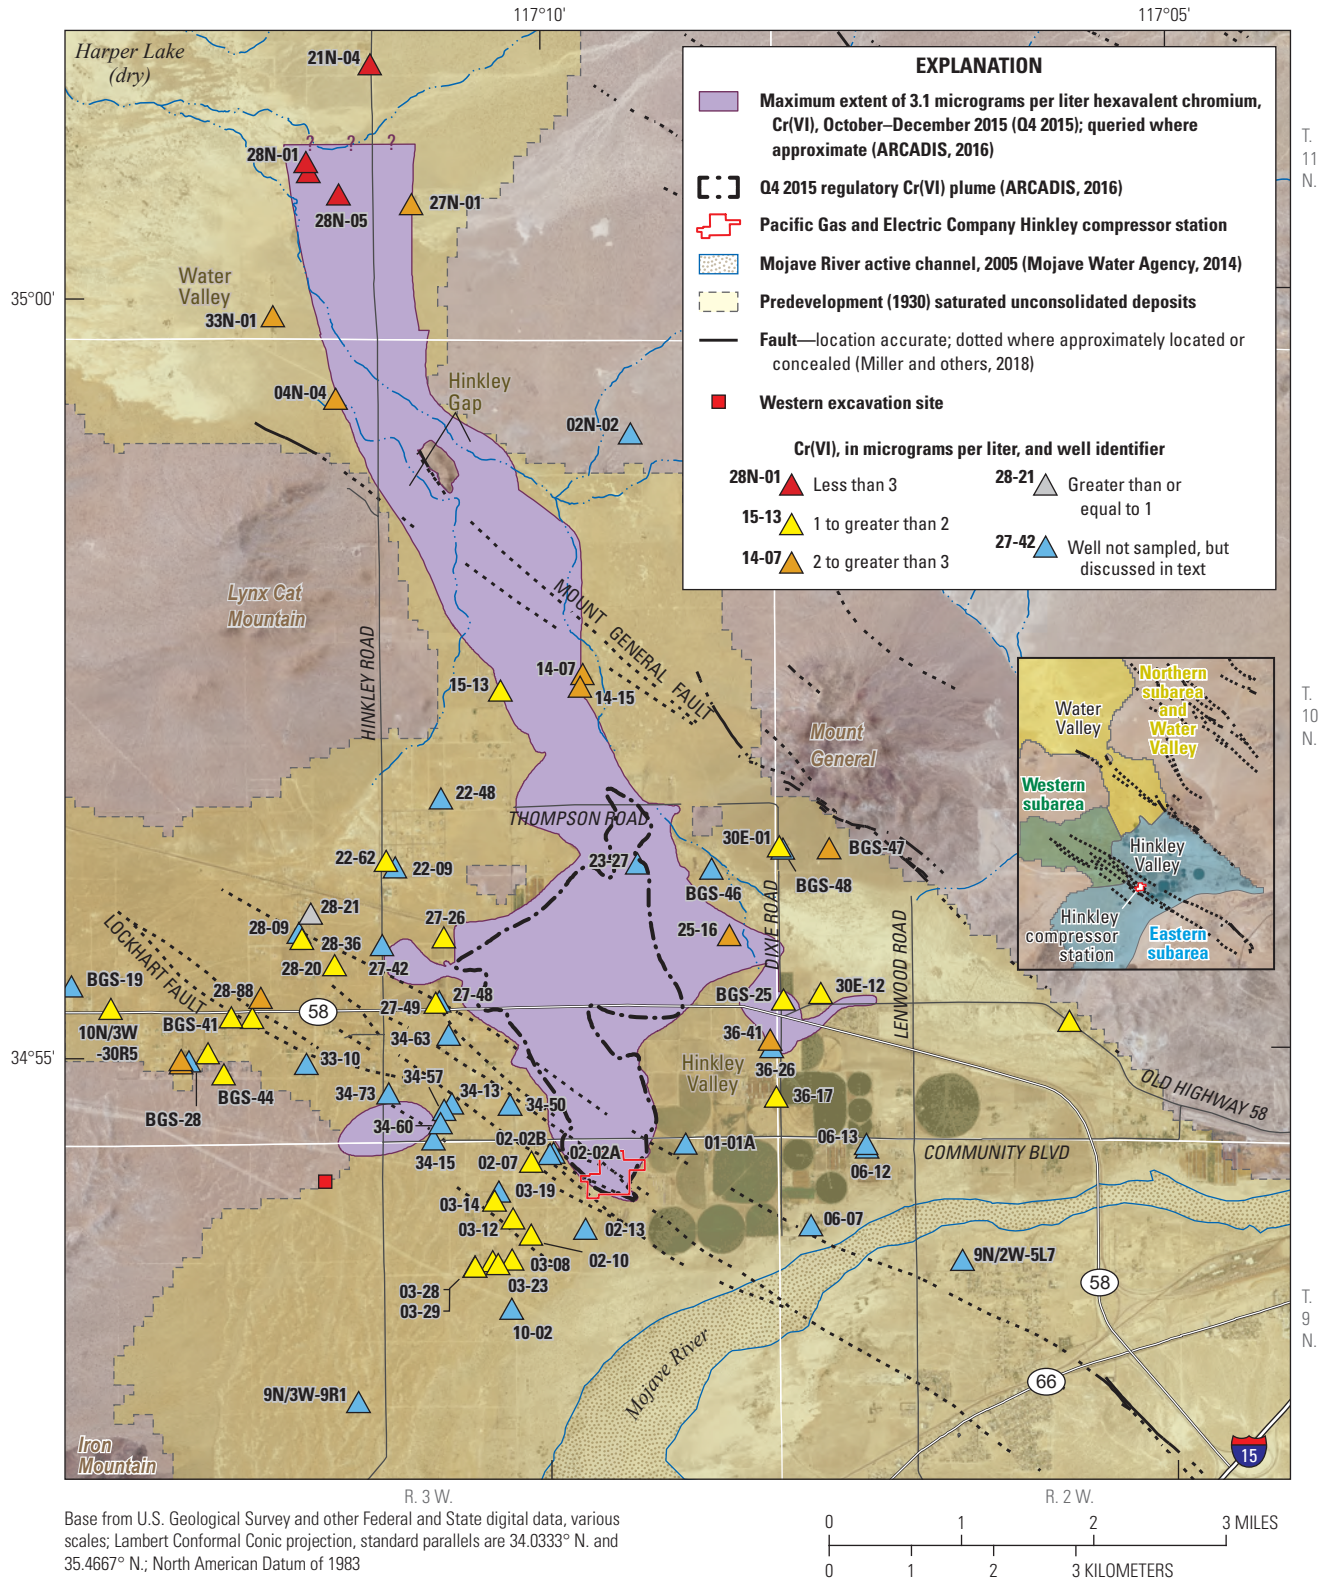 117°10'
117°05'
Harper Lake
(dry)
21N-04
28N-01
28N-05
27N-01
? ? ?
Water
Valley
33N-01
35°00'
04N-04
Hinkley
Gap
02N-02
Lynx Cat
Mountain
HINKLEY ROAD
MOUNT GENERAL FAULT
14-07
14-15
15-13
Mount
General
22-48
THOMPSON ROAD
22-62
22-09
23-27
30E-01
BGS-47
BGS-48
BGS-46
28-21
28-09
28-36
27-26
27-42
28-20
25-16
DIXIE ROAD
LENWOOD ROAD
LOCKHART FAULT
BGS-19
28-88
10N/3W
-30R5
BGS-41
58
27-49
27-48
BGS-25
30E-12
34-63
36-41
36-26
Hinkley
Valley
34°55'
33-10
BGS-28
BGS-44
34-57
34-73
34-13
34-50
34-60
34-15
36-17
OLD HIGHWAY 58
02-02B
02-02A
02-07
01-01A
06-13
06-12
COMMUNITY BLVD
03-19
03-14
03-12
02-13
02-10
03-08
03-23
03-28
03-29
10-02
06-07
9N/2W-5L7
58
66
15
Mojave River
9N/3W-9R1
Iron
Mountain
T.
11
N.
T.
10
N.
T.
9
N.
R. 3 W.
R. 2 W.
EXPLANATION
Maximum extent of 3.1 micrograms per liter hexavalent chromium,
Cr(VI), October–December 2015 (Q4 2015); queried where
approximate (ARCADIS, 2016)
Q4 2015 regulatory Cr(VI) plume (ARCADIS, 2016)
Pacific Gas and Electric Company Hinkley compressor station
Mojave River active channel, 2005 (Mojave Water Agency, 2014)
Predevelopment (1930) saturated unconsolidated deposits
Fault—location accurate; dotted where approximately located or
concealed (Miller and others, 2018)
Western excavation site
Cr(VI), in micrograms per liter, and well identifier
28N-01 Less than 3
15-13 1 to greater than 2
14-07 2 to greater than 3
28-21 Greater than or
equal to 1
27-42 Well not sampled, but
discussed in text
Northern
subarea
and
Water
Valley
Water
Valley
Western
subarea
Hinkley
Valley
Hinkley
compressor
station
Eastern
subarea
Base from U.S. Geological Survey and other Federal and State digital data, various
scales; Lambert Conformal Conic projection, standard parallels are 34.0333° N. and
35.4667° N.; North American Datum of 1983
0 1 2 3 MILES
0 1 2 3 KILOMETERS